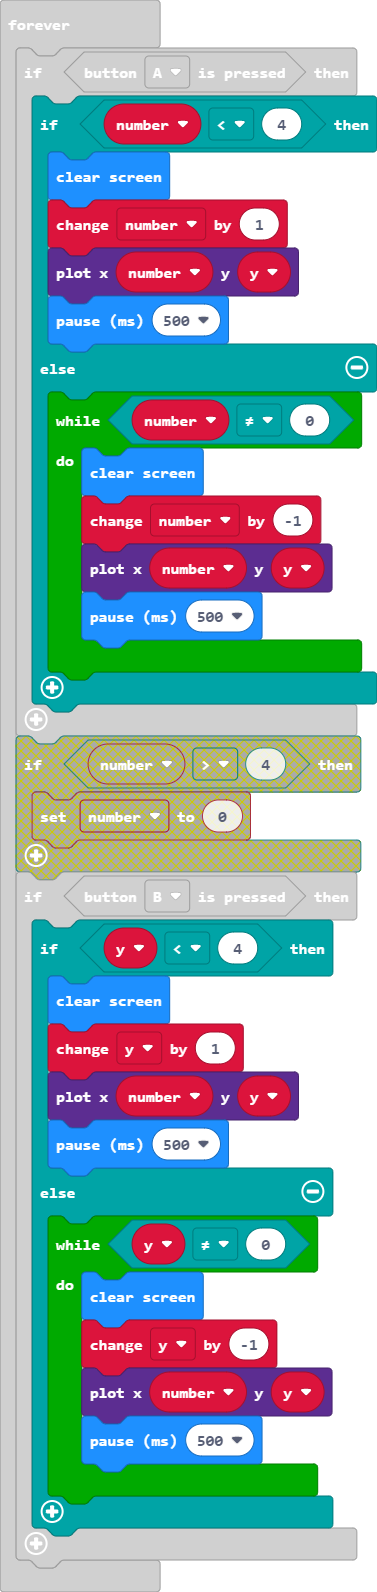 forever
if button A is pressed then
if number < 4 then
clear screen
change number by 1
plot x number y y
pause (ms) 500
else
while number ≠ 0
do
clear screen
change number by -1
plot x number y y
pause (ms) 500
if number > 4 then
set number to 0
if button B is pressed then
if y < 4 then
clear screen
change y by 1
plot x number y y
pause (ms) 500
else
while y ≠ 0
do
clear screen
change y by -1
plot x number y y
pause (ms) 500